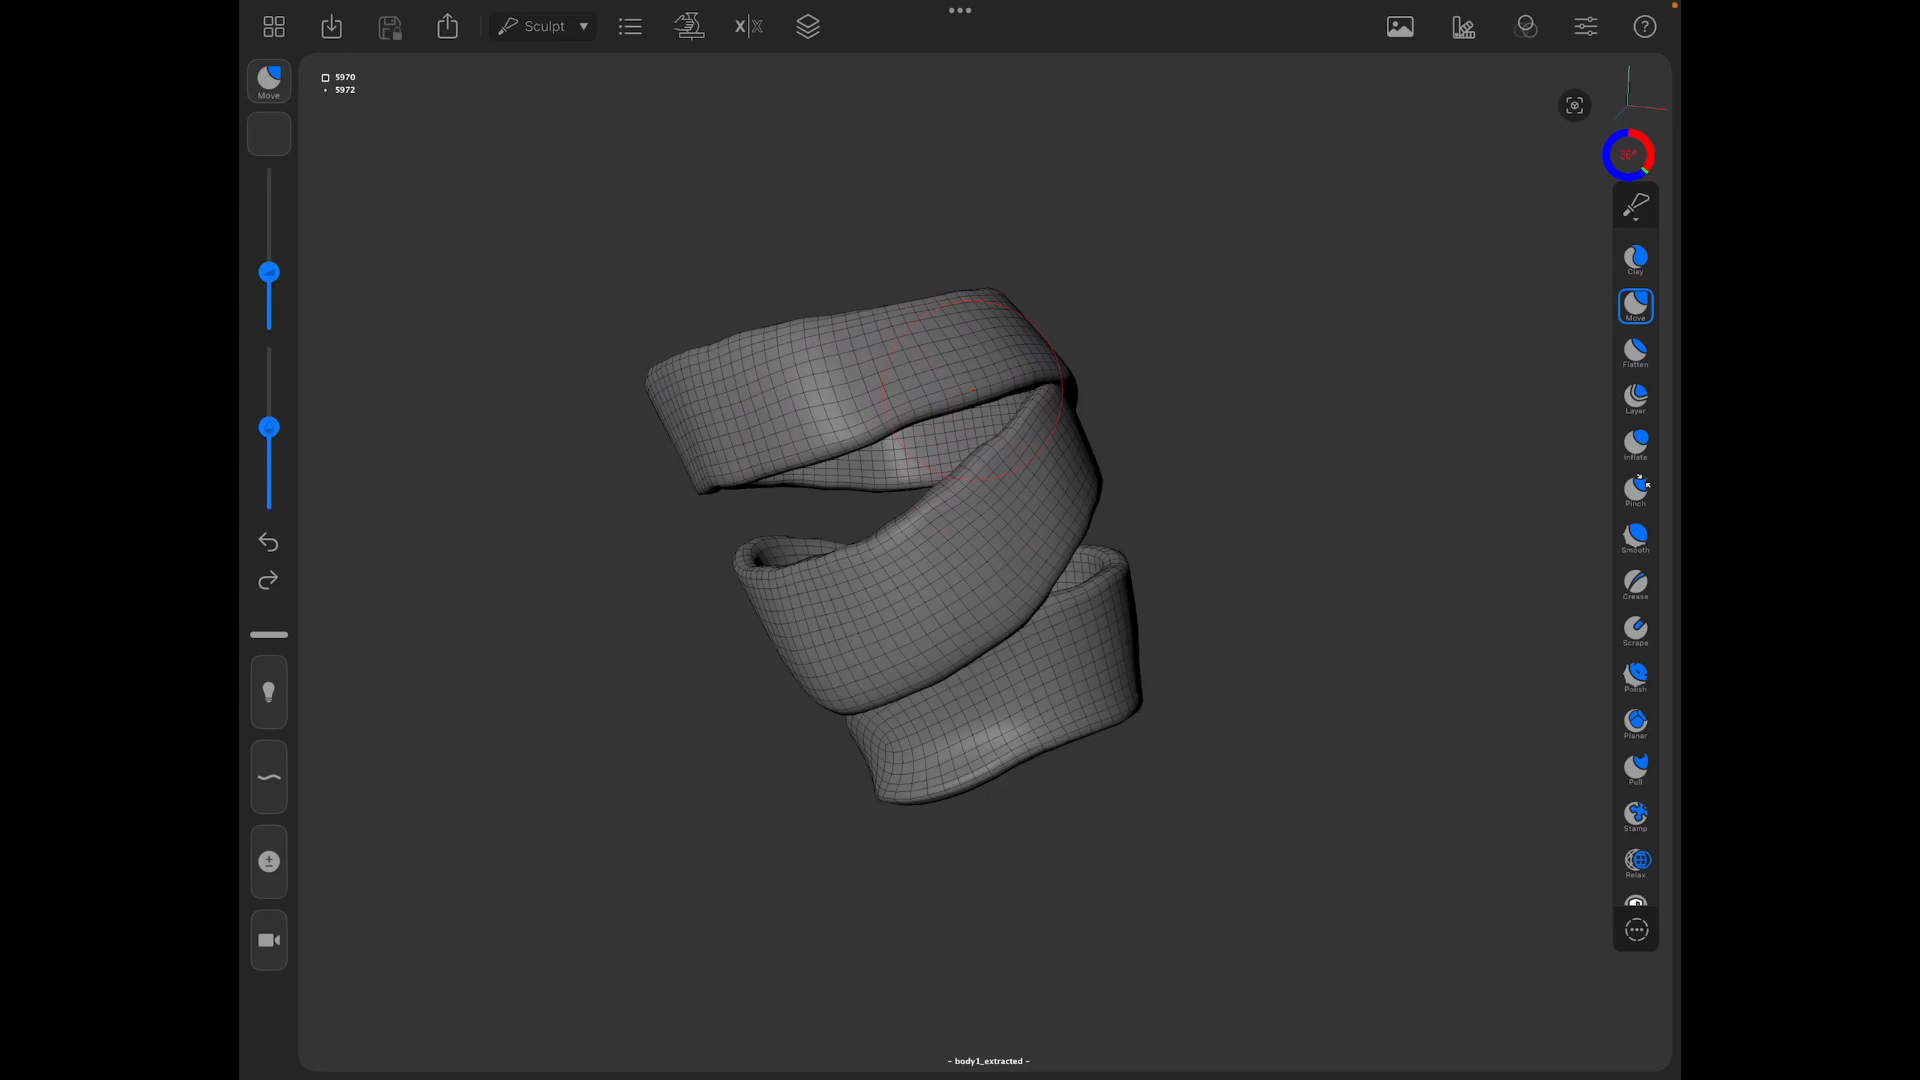 Sculpt
X|X
5970
5972
Move
36°
Clay
Move
Flatten
Layer
Inflate
Pinch
Smooth
Crease
Scrape
Polish
Planar
Pull
Stamp
Relax
~ body1_extracted ~